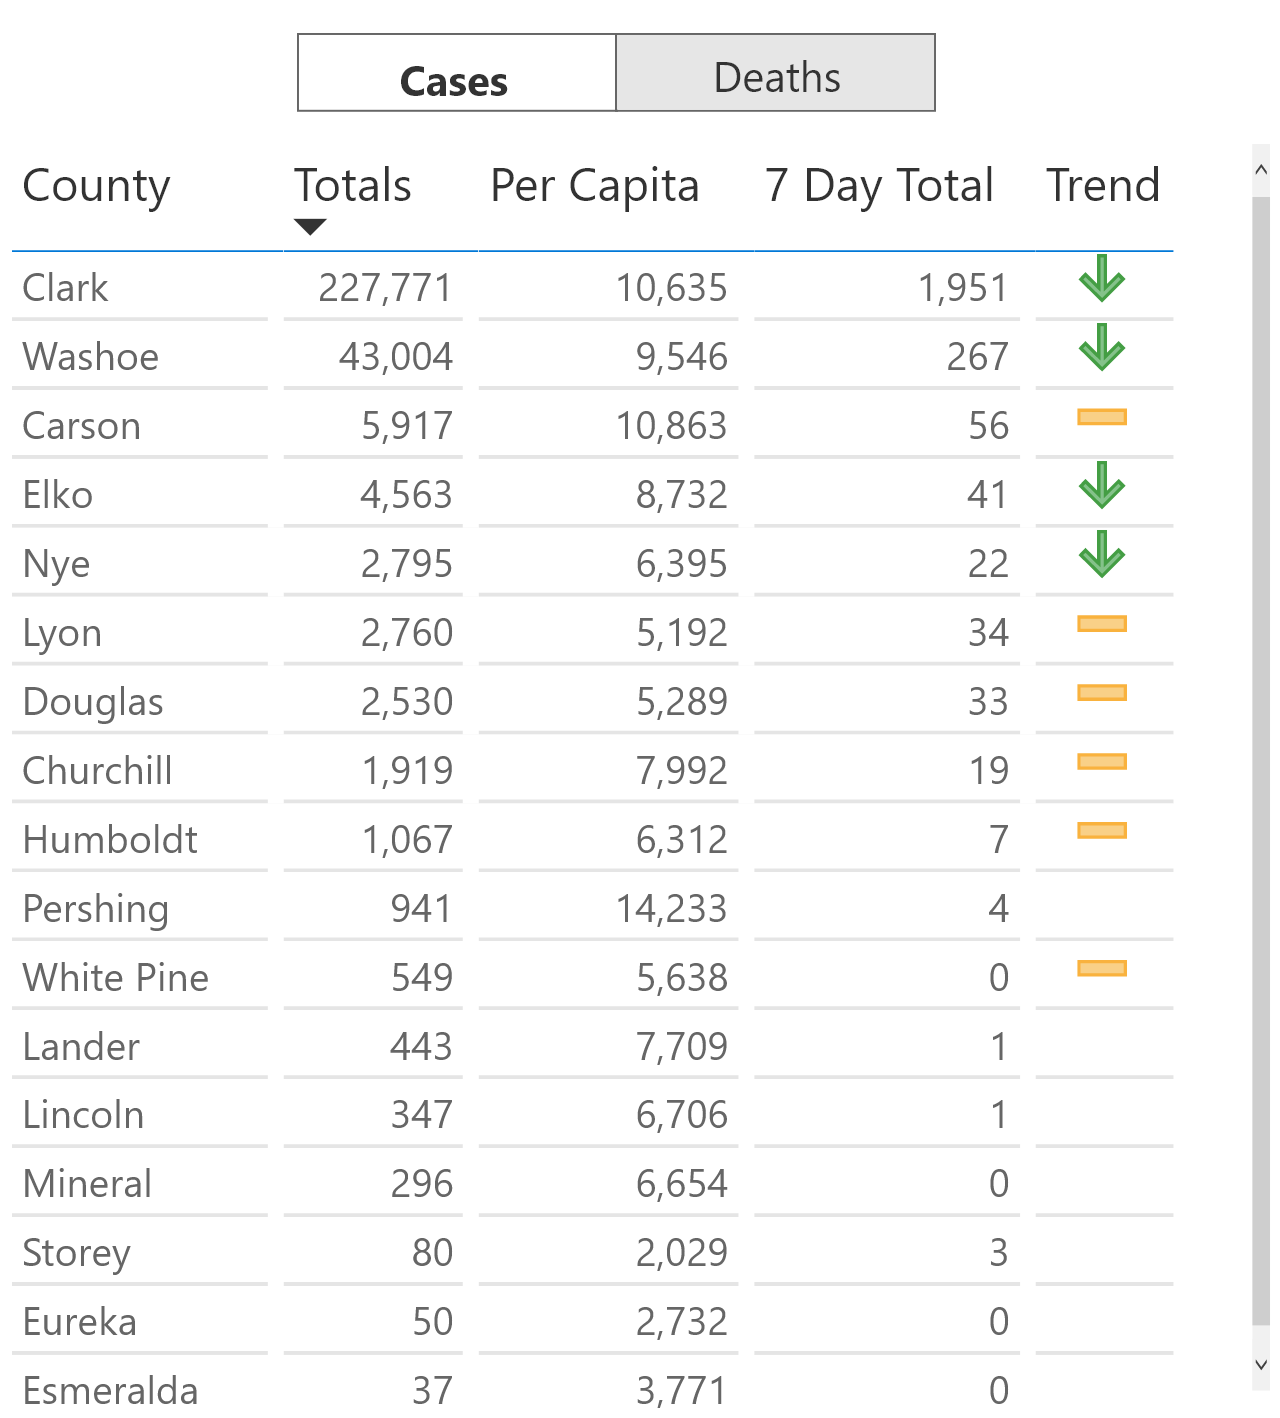 Cases Deaths
County Totals Per Capita 7 Day Total Trend
Clark 227,771 10,635 1,951
Washoe 43,004 9,546 267
Carson 5,917 10,863 56
Elko 4,563 8,732 41
Nye 2,795 6,395 22
Lyon 2,760 5,192 34
Douglas 2,530 5,289 33
Churchill 1,919 7,992 19
Humboldt 1,067 6,312 7
Pershing 941 14,233 4
White Pine 549 5,638 0
Lander 443 7,709 1
Lincoln 347 6,706 1
Mineral 296 6,654 0
Storey 80 2,029 3
Eureka 50 2,732 0
Esmeralda 37 3,771 0